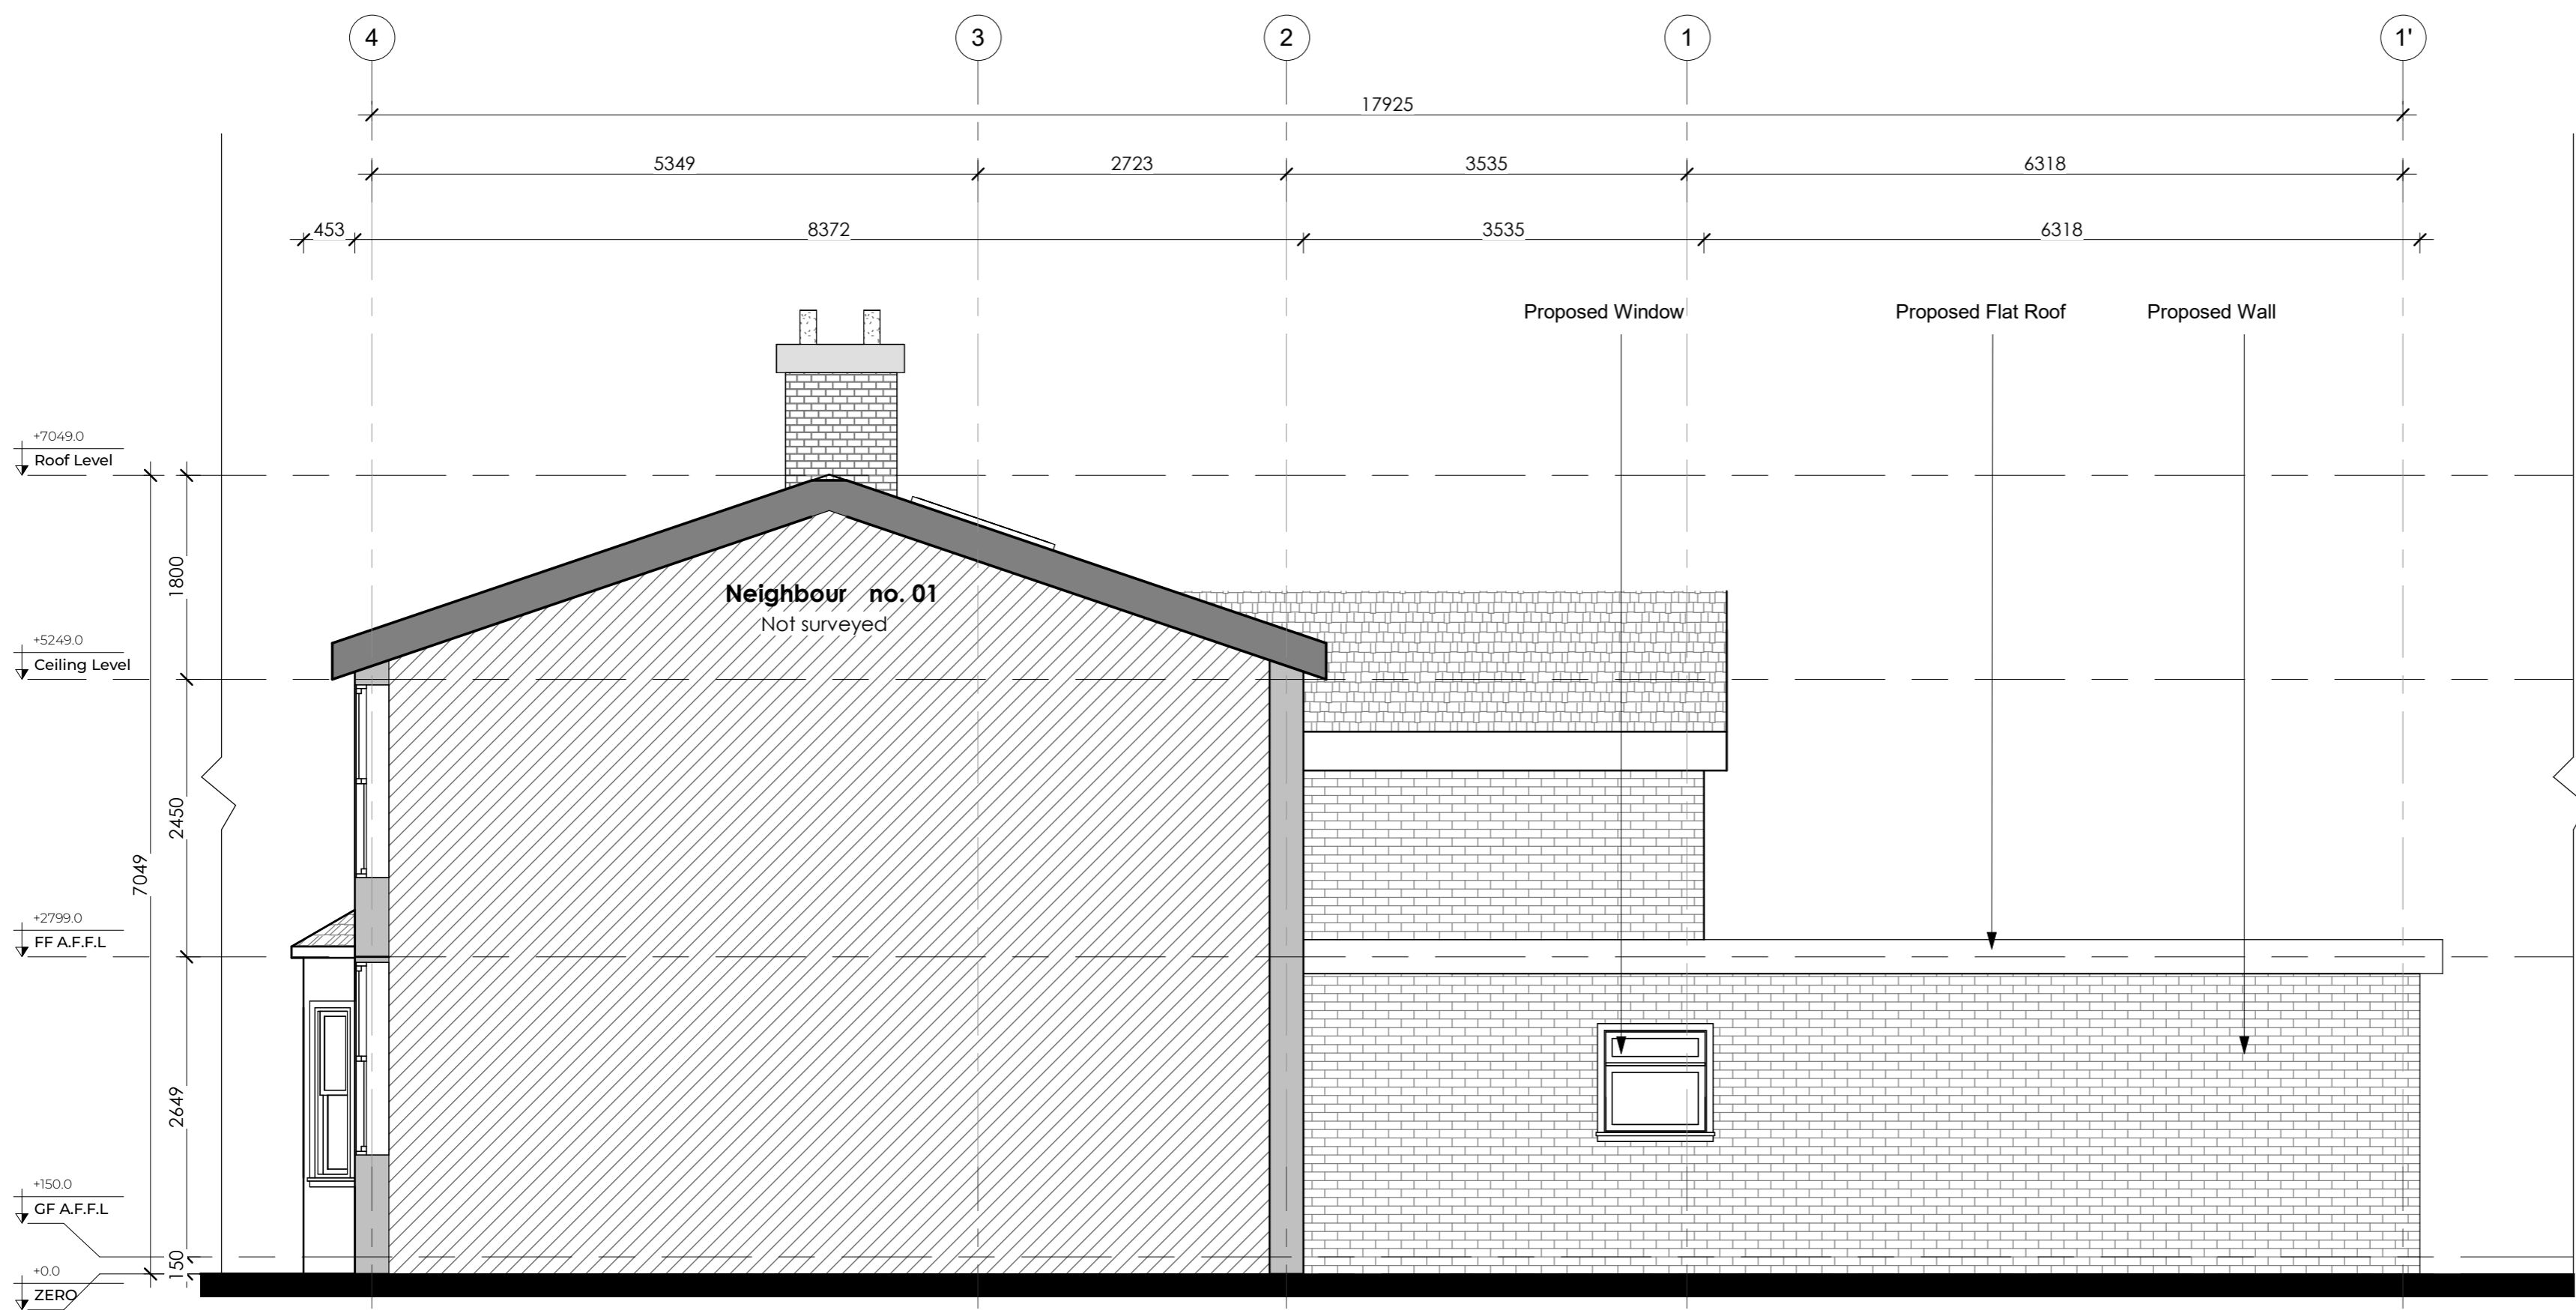 4 3 2 1 1'
17925
5349 2723 3535 6318
453 8372 3535 6318
Proposed Window Proposed Flat Roof Proposed Wall
+7049.0
Roof Level
1800
Neighbour no. 01
Not surveyed
+5249.0
Ceiling Level
2450
7049
+2799.0
FF A.F.F.L
2649
+150.0
GF A.F.F.L
150
+0.0
ZERO